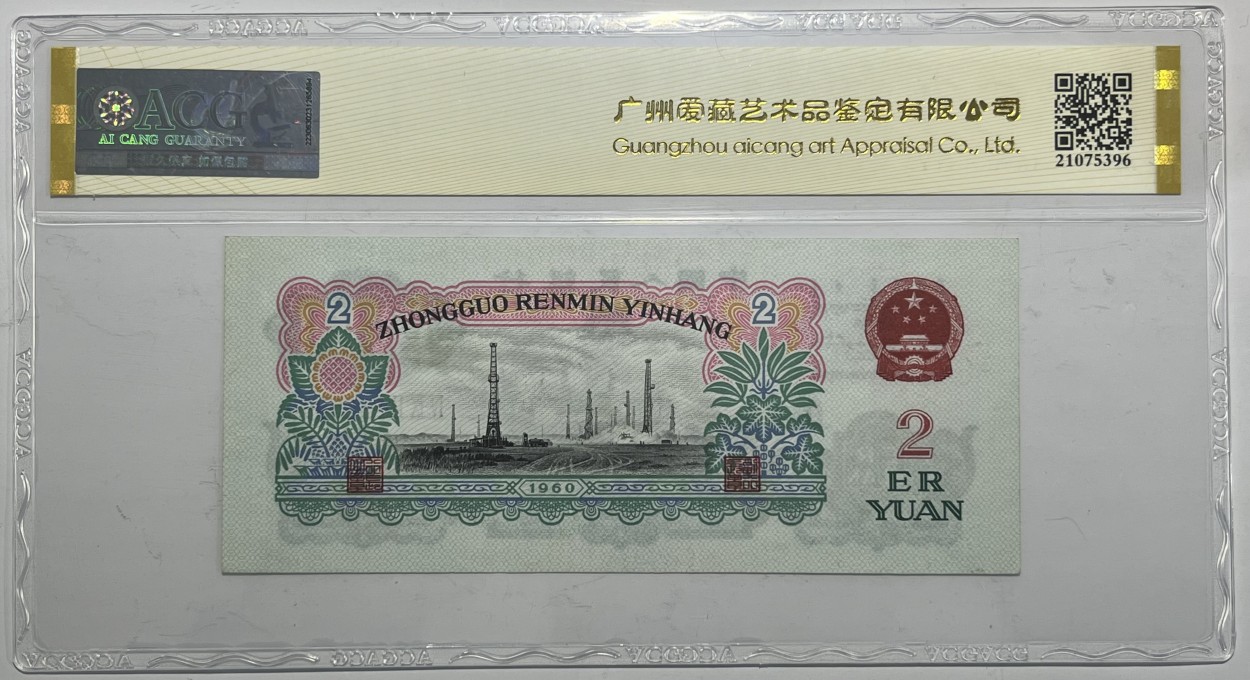 ACG
AI CANG GUARANTY
广州爱藏艺术品鉴定有限公司
Guangzhou aicang art Appraisal Co., Ltd.
21075396
2
ZHONGGUO RENMIN YINHANG
2
1960
2
ER
YUAN